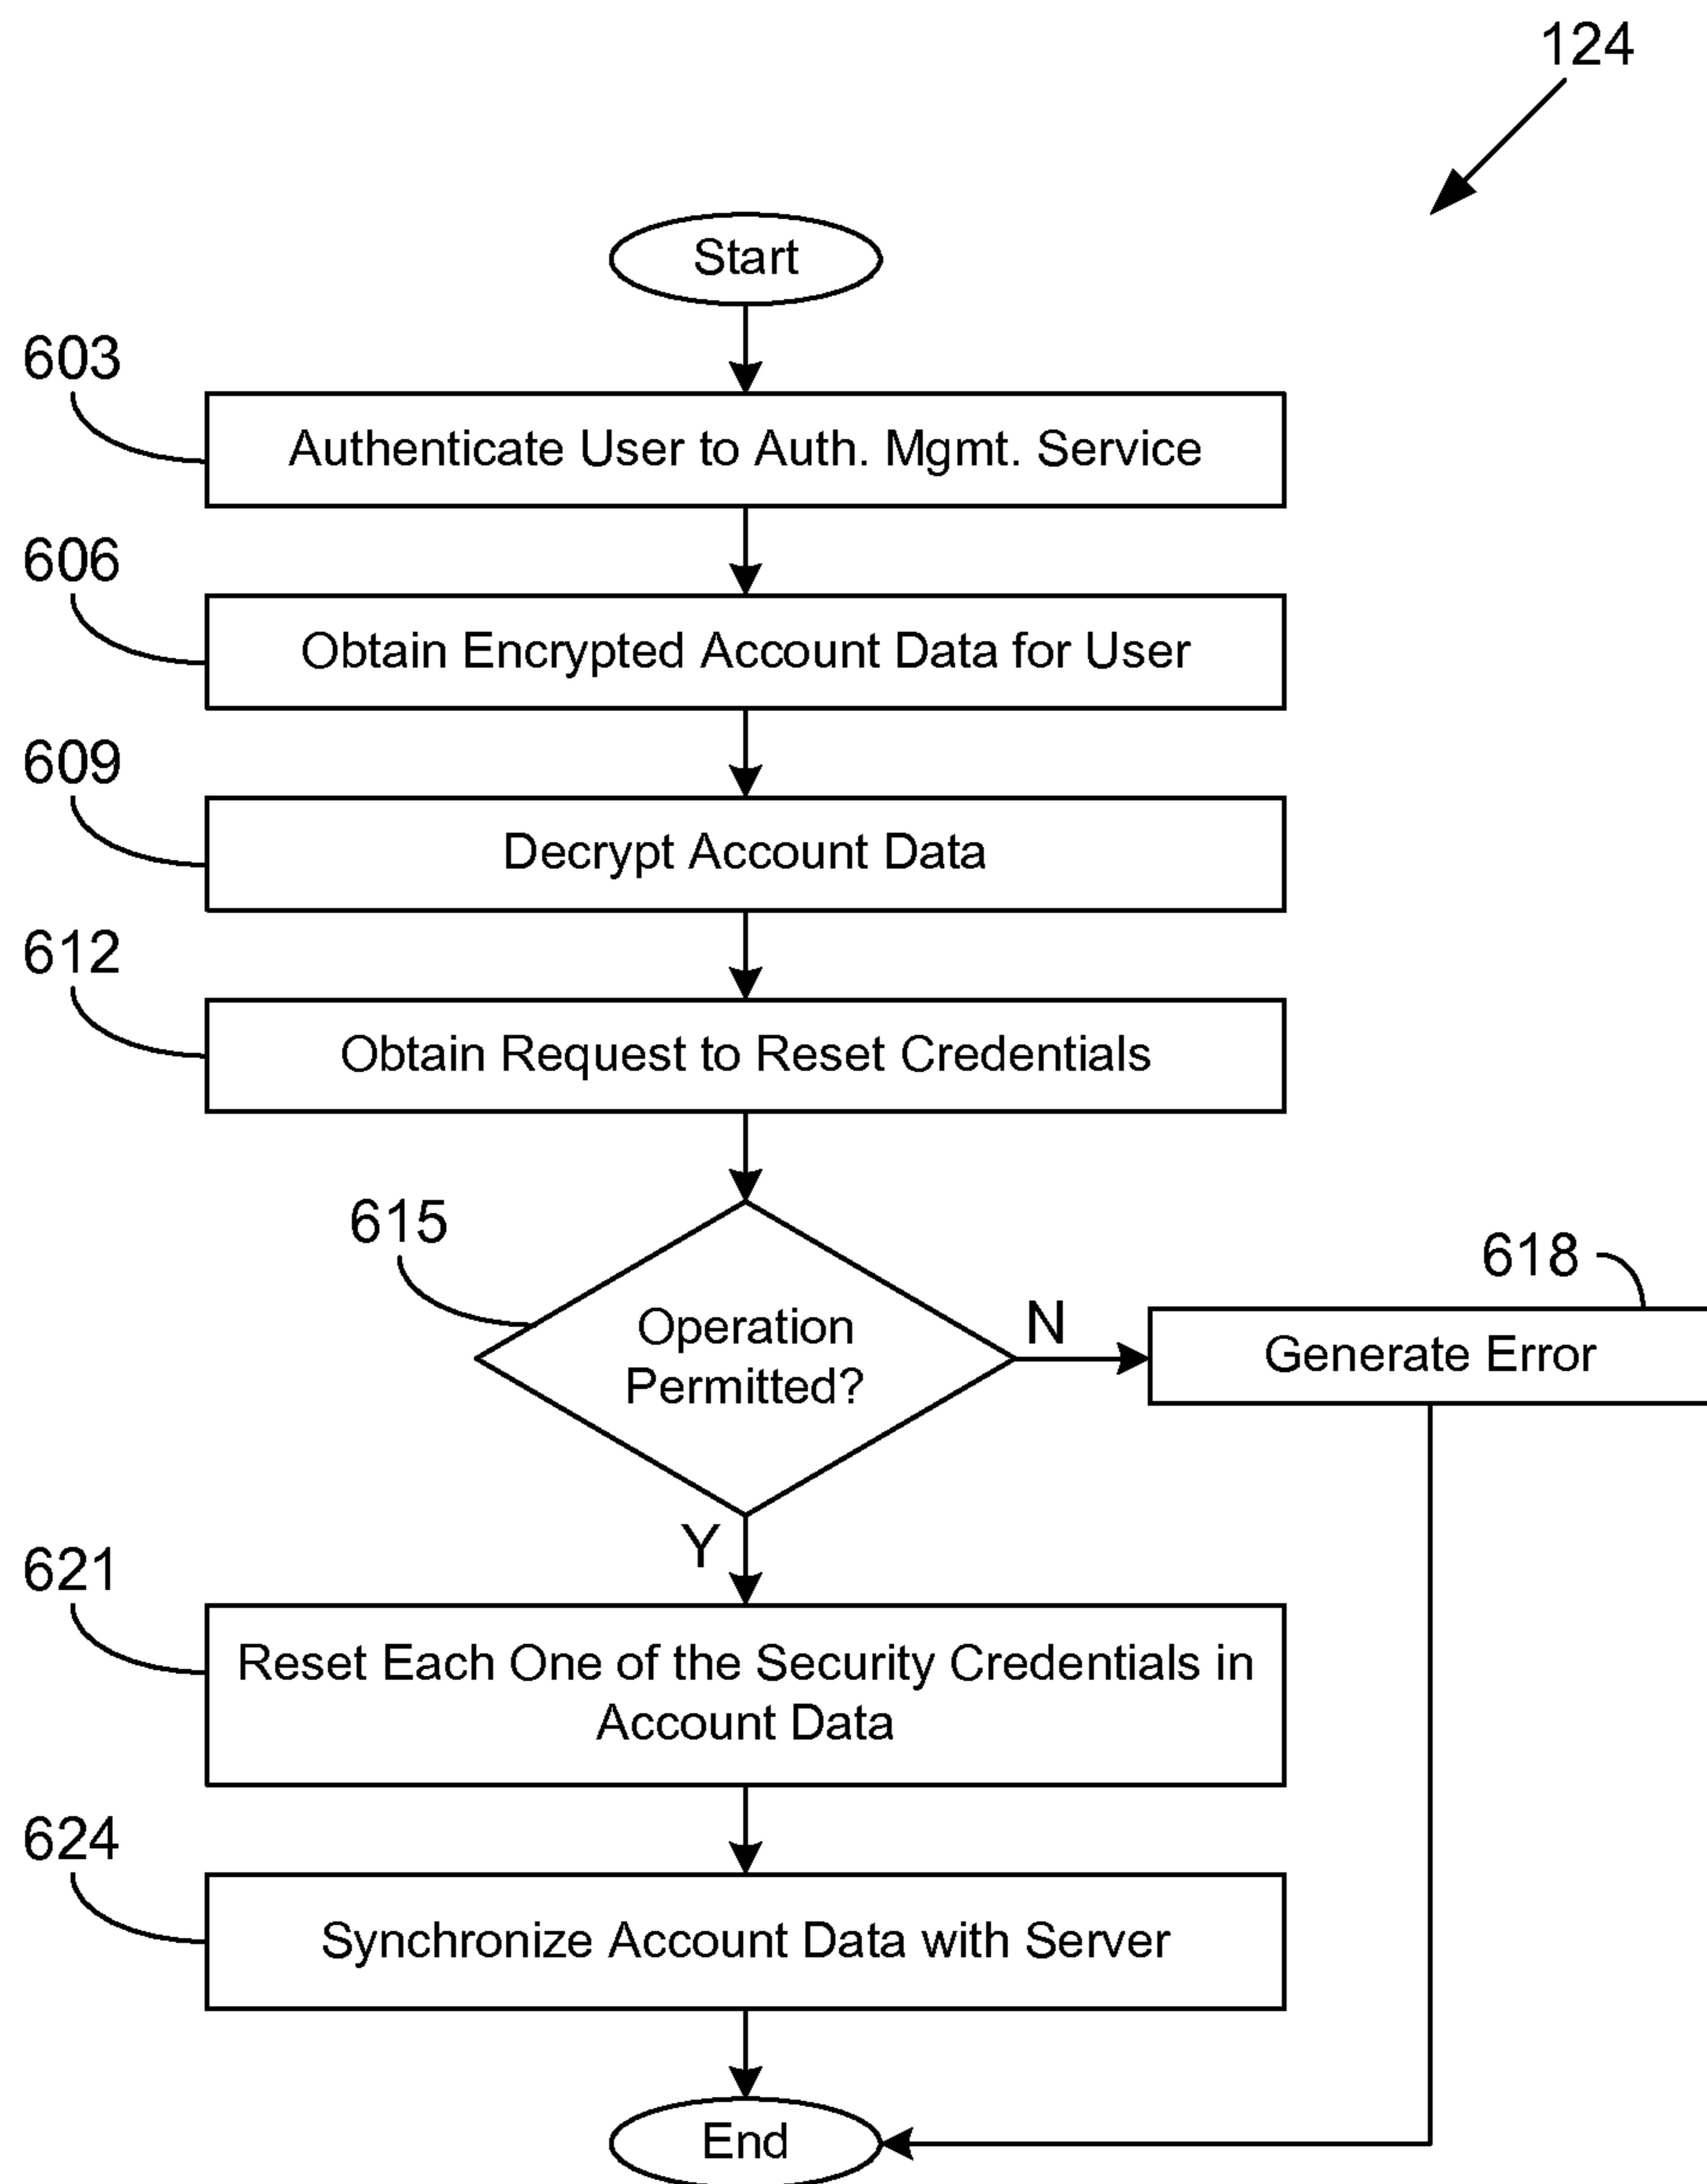 124
Start
603
Authenticate User to Auth. Mgmt. Service
606
Obtain Encrypted Account Data for User
609
Decrypt Account Data
612
Obtain Request to Reset Credentials
615
Operation
Permitted?
N
618
Generate Error
Y
621
Reset Each One of the Security Credentials in
Account Data
624
Synchronize Account Data with Server
End